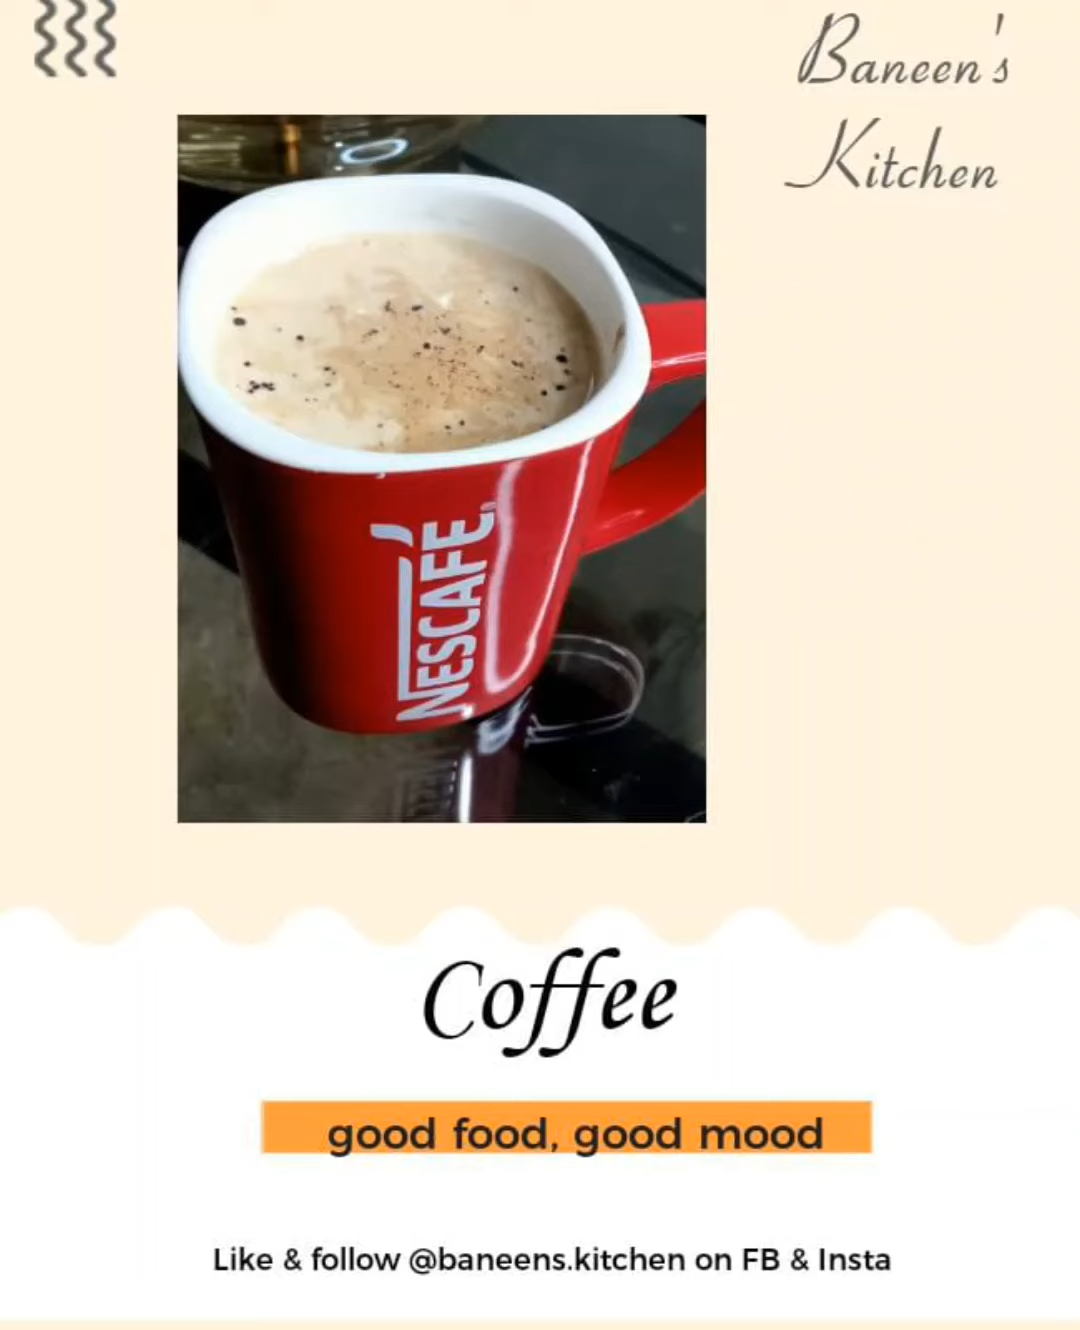 Baneen's
Kitchen
NESCAFÉ
Coffee
good food, good mood
Like & follow @baneens.kitchen on FB & Insta